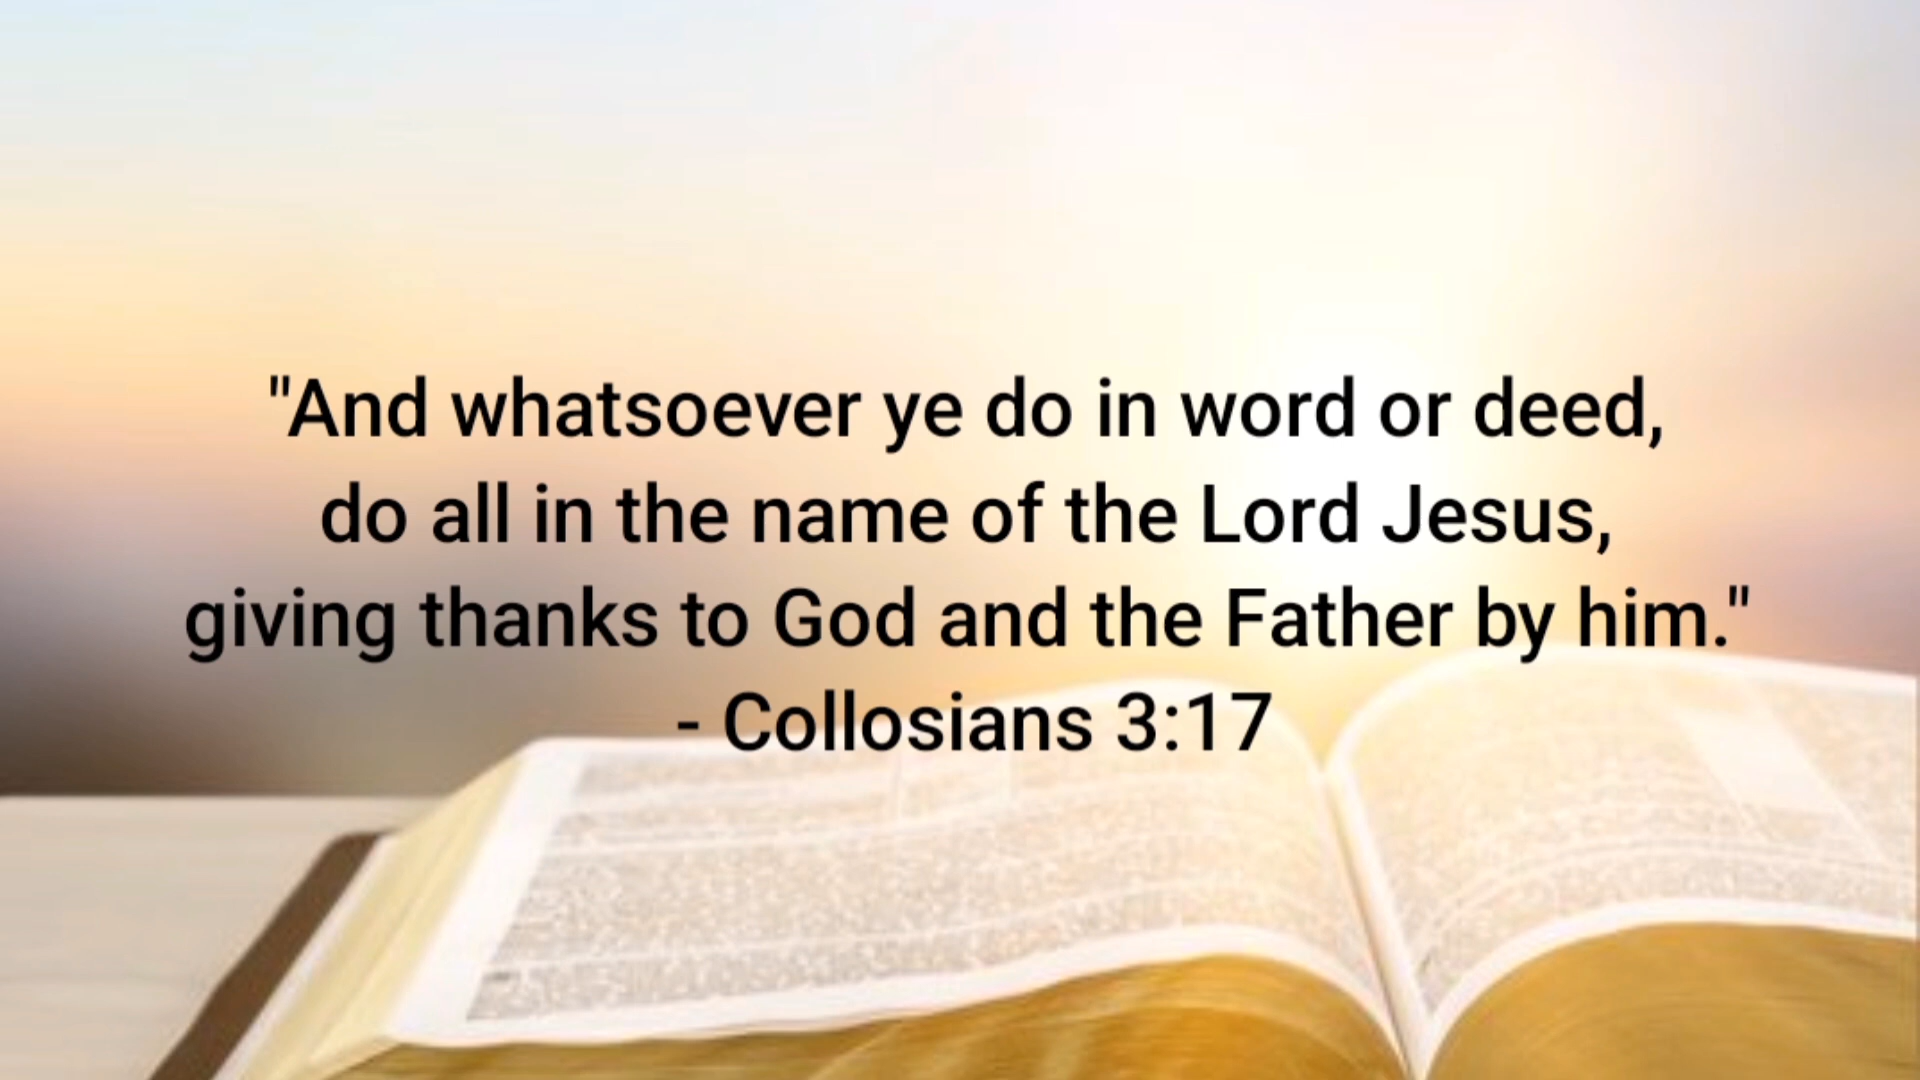 "And whatsoever ye do in word or deed,
do all in the name of the Lord Jesus,
giving thanks to God and the Father by him."
- Collosians 3:17